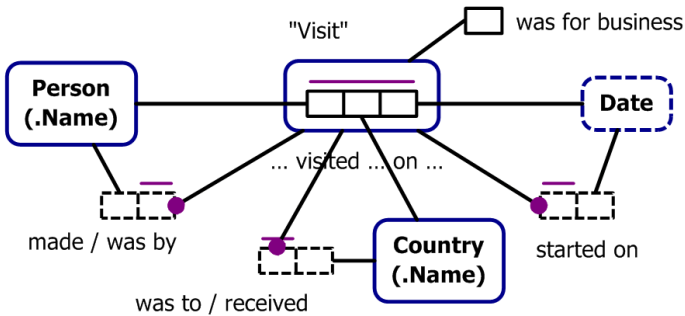 "Visit"
was for business
Person
(.Name)
Date
... visited ... on ...
made / was by
Country
(.Name)
started on
was to / received